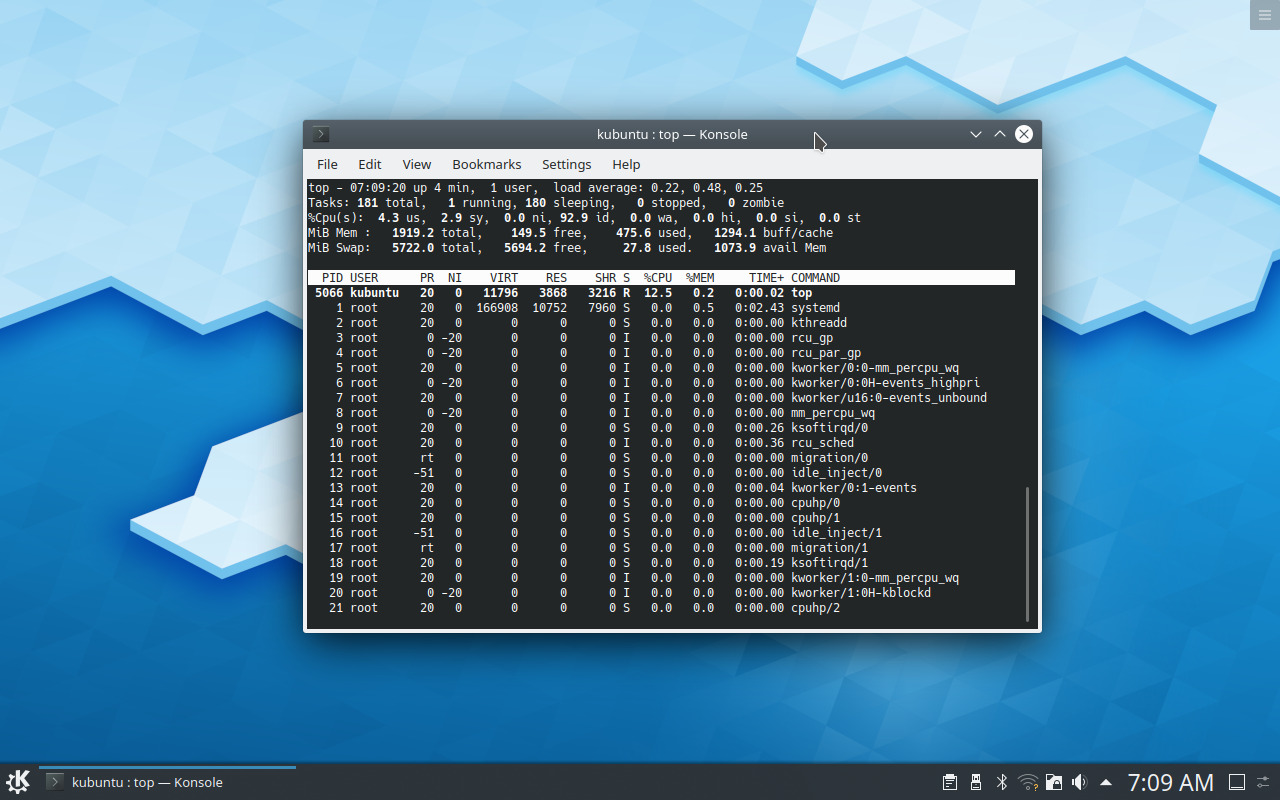 kubuntu : top — Konsole
File Edit View Bookmarks Settings Help
top - 07:09:20 up 4 min,  1 user,  load average: 0.22, 0.48, 0.25
Tasks: 181 total,   1 running, 180 sleeping,   0 stopped,   0 zombie
%Cpu(s):  4.3 us,  2.9 sy,  0.0 ni, 92.9 id,  0.0 wa,  0.0 hi,  0.0 si,  0.0 st
MiB Mem :   1919.2 total,    149.5 free,    475.6 used,   1294.1 buff/cache
MiB Swap:   5722.0 total,   5694.2 free,     27.8 used.   1073.9 avail Mem
PID USER      PR  NI    VIRT    RES    SHR S  %CPU  %MEM     TIME+ COMMAND
5066 kubuntu   20   0   11796   3868   3216 R  12.5   0.2   0:00.02 top
1 root      20   0  166908  10752   7960 S   0.0   0.5   0:02.43 systemd
2 root      20   0       0      0      0 S   0.0   0.0   0:00.00 kthreadd
3 root       0 -20       0      0      0 I   0.0   0.0   0:00.00 rcu_gp
4 root       0 -20       0      0      0 I   0.0   0.0   0:00.00 rcu_par_gp
5 root      20   0       0      0      0 I   0.0   0.0   0:00.00 kworker/0:0-mm_percpu_wq
6 root       0 -20       0      0      0 I   0.0   0.0   0:00.00 kworker/0:0H-events_highpri
7 root      20   0       0      0      0 I   0.0   0.0   0:00.00 kworker/u16:0-events_unbound
8 root       0 -20       0      0      0 I   0.0   0.0   0:00.00 mm_percpu_wq
9 root      20   0       0      0      0 S   0.0   0.0   0:00.26 ksoftirqd/0
10 root      20   0       0      0      0 I   0.0   0.0   0:00.36 rcu_sched
11 root      rt   0       0      0      0 S   0.0   0.0   0:00.00 migration/0
12 root     -51   0       0      0      0 S   0.0   0.0   0:00.00 idle_inject/0
13 root      20   0       0      0      0 I   0.0   0.0   0:00.04 kworker/0:1-events
14 root      20   0       0      0      0 S   0.0   0.0   0:00.00 cpuhp/0
15 root      20   0       0      0      0 S   0.0   0.0   0:00.00 cpuhp/1
16 root     -51   0       0      0      0 S   0.0   0.0   0:00.00 idle_inject/1
17 root      rt   0       0      0      0 S   0.0   0.0   0:00.00 migration/1
18 root      20   0       0      0      0 S   0.0   0.0   0:00.19 ksoftirqd/1
19 root      20   0       0      0      0 I   0.0   0.0   0:00.00 kworker/1:0-mm_percpu_wq
20 root       0 -20       0      0      0 I   0.0   0.0   0:00.00 kworker/1:0H-kblockd
21 root      20   0       0      0      0 S   0.0   0.0   0:00.00 cpuhp/2
kubuntu : top — Konsole
7:09 AM